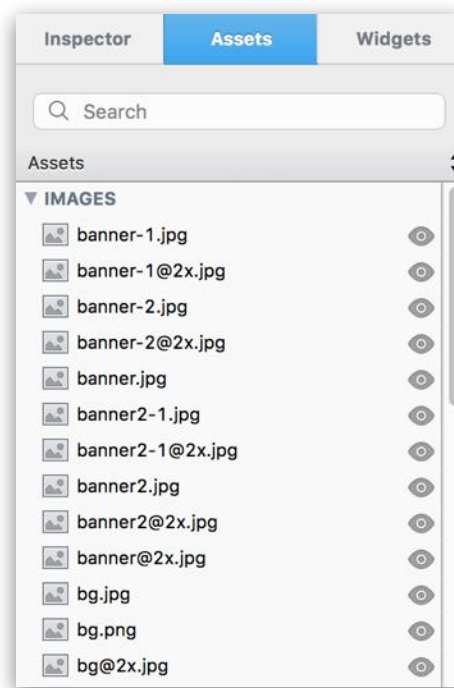 Inspector Assets Widgets
Search
Assets
IMAGES
banner-1.jpg
banner-1@2x.jpg
banner-2.jpg
banner-2@2x.jpg
banner.jpg
banner2-1.jpg
banner2-1@2x.jpg
banner2.jpg
banner2@2x.jpg
banner@2x.jpg
bg.jpg
bg.png
bg@2x.jpg